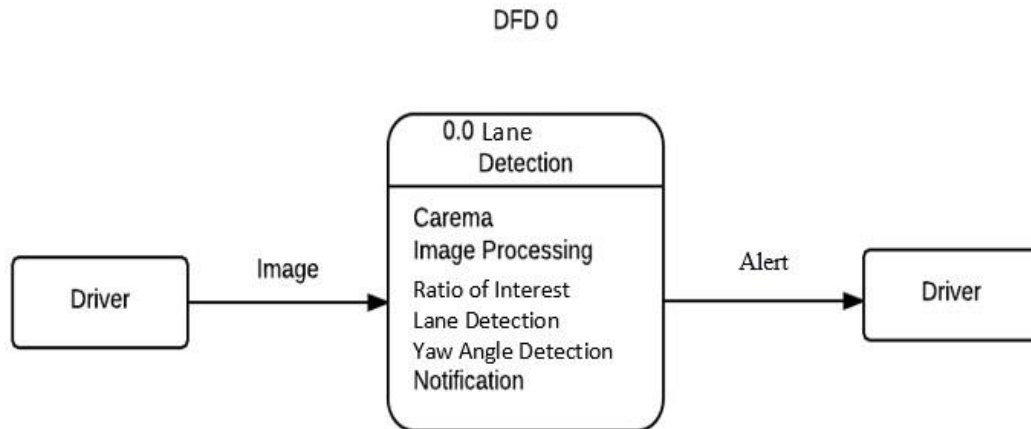 DFD 0
0.0 Lane
Detection
Carema
Image Processing
Ratio of Interest
Lane Detection
Yaw Angle Detection
Notification
Driver
Image
Alert
Driver